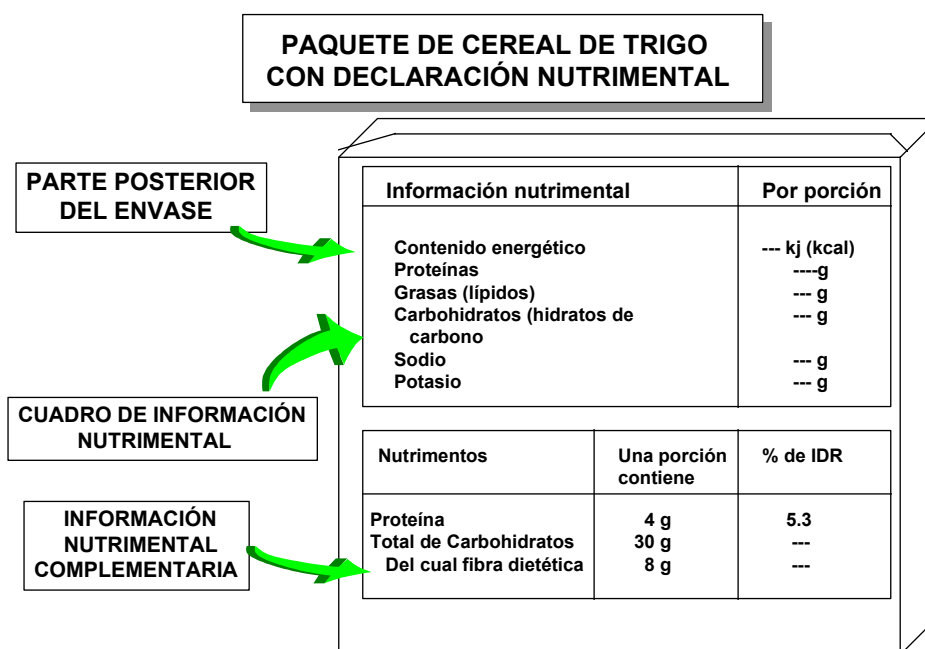 PAQUETE DE CEREAL DE TRIGO
CON DECLARACIÓN NUTRIMENTAL
PARTE POSTERIOR
DEL ENVASE
Información nutrimental Por porción
Contenido energético --- kj (kcal)
Proteínas ----g
Grasas (lípidos) --- g
Carbohidratos (hidratos de --- g
carbono
Sodio --- g
Potasio --- g
CUADRO DE INFORMACIÓN
NUTRIMENTAL
Nutrimentos Una porción % de IDR
contiene
Proteína 4 g 5.3
Total de Carbohidratos 30 g ---
Del cual fibra dietética 8 g ---
INFORMACIÓN
NUTRIMENTAL
COMPLEMENTARIA